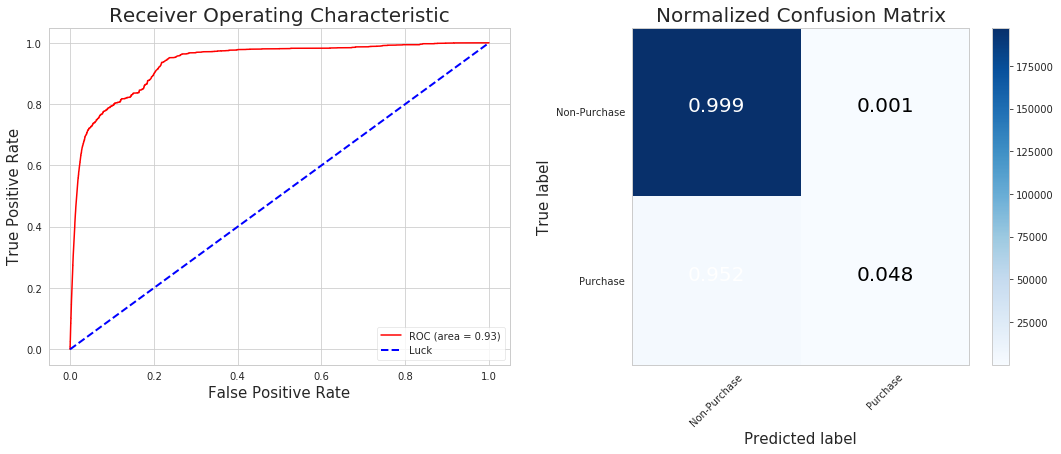 Receiver Operating Characteristic
1.0
0.8
0.6
0.4
0.2
0.0
True Positive Rate
0.0 0.2 0.4 0.6 0.8 1.0
False Positive Rate
ROC (area = 0.93)
Luck
Normalized Confusion Matrix
Non-Purchase
Purchase
True label
0.999 0.001
0.952 0.048
Non-Purchase
Purchase
Predicted label
175000
150000
125000
100000
75000
50000
25000